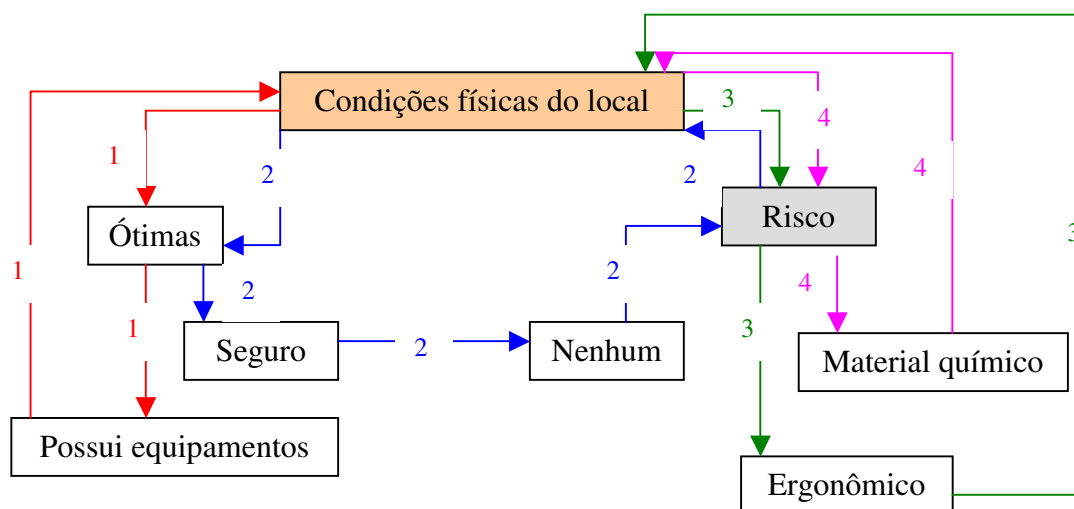 Condições físicas do local
3
4
1
2
2
4
Risco
Ótimas
3
1
2
2
4
1
3
Seguro
2
Nenhum
Material químico
Possui equipamentos
Ergonômico